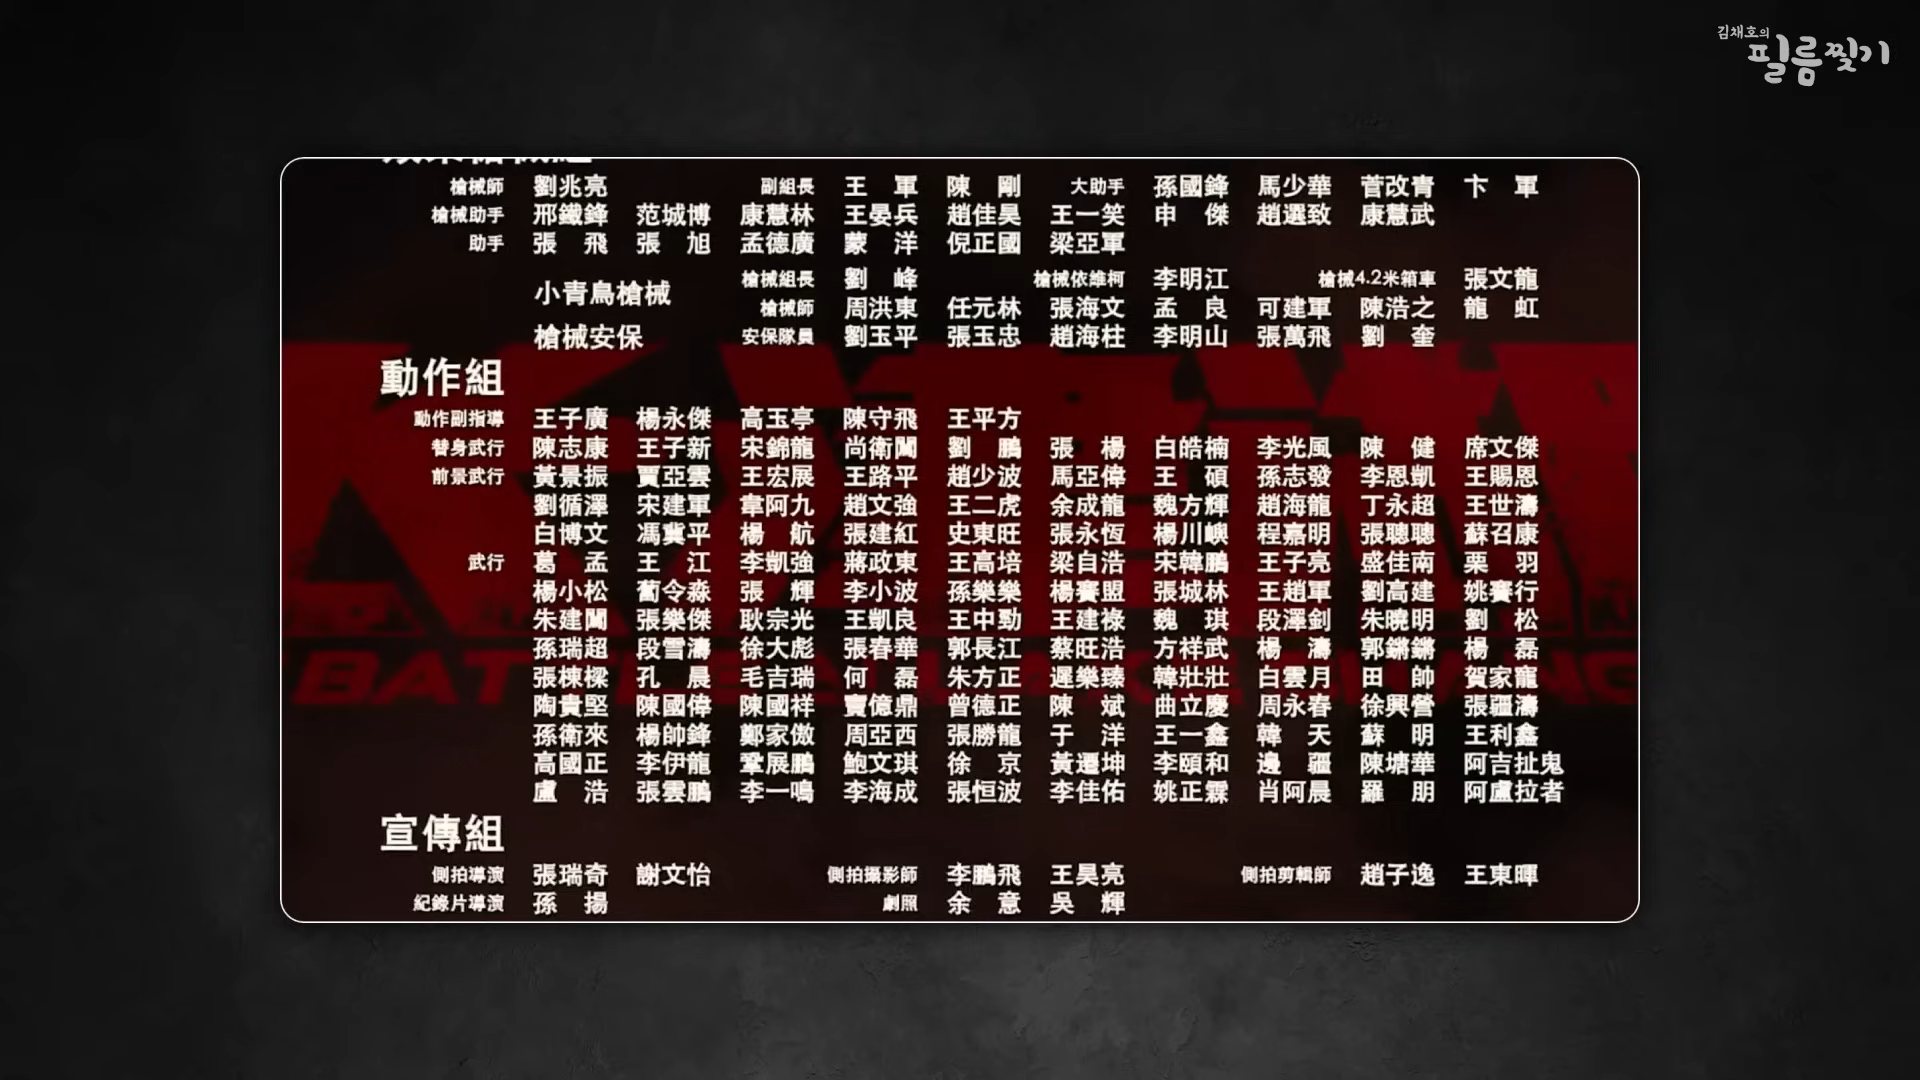 김채호의
필름찢기
槍械師 劉兆亮 副組長 王 軍 陳 剛 大助手 孫國鋒 馬少華 菅改青 卞 軍
槍械助手 邢鐵鋒 范城博 康慧林 王晏兵 趙佳昊 王一笑 申 傑 趙選致 康慧武
助手 張 飛 張 旭 孟德廣 蒙 洋 倪正國 梁亞軍
小青鳥槍械 槍械組長 劉 峰 槍械依維柯 李明江 槍械4.2米箱車 張文龍
槍械師 周洪東 任元林 張海文 孟 良 可建軍 陳浩之 龍 虹
槍械安保 安保隊員 劉玉平 張玉忠 趙海柱 李明山 張萬飛 劉 奎
動作組
動作副指導 王子廣 楊永傑 高玉亭 陳守飛 王平方
替身武行 陳志康 王子新 宋錦龍 尚衛闖 劉 鵬 張 楊 白皓楠 李光風 陳 健 席文傑
前景武行 黃景振 賈亞雲 王宏展 王路平 趙少波 馬亞偉 王 碩 孫志發 李恩凱 王賜恩
劉循澤 宋建軍 韋阿九 趙文強 王二虎 余成龍 魏方輝 趙海龍 丁永超 王世濤
白博文 馮冀平 楊 航 張建紅 史東旺 張永恆 楊川嶼 程嘉明 張聰聰 蘇召康
武行 葛 孟 王 江 李凱強 蔣政東 王高培 梁自浩 宋韓鵬 王子亮 盛佳南 栗 羽
楊小松 蔔令淼 張 輝 李小波 孫樂樂 楊賽盟 張城林 王趙軍 劉高建 姚賽行
朱建闖 張樂傑 耿宗光 王凱良 王中勁 王建祿 魏 琪 段澤釗 朱曉明 劉 松
孫瑞超 段雪濤 徐大彪 張春華 郭長江 蔡旺浩 方祥武 楊 濤 郭鏘鏘 楊 磊
張棟樑 孔 晨 毛吉瑞 何 磊 朱方正 遲樂臻 韓壯壯 白雲月 田 帥 賀家寵
陶貴堅 陳國偉 陳國祥 竇億鼎 曾德正 陳 斌 曲立慶 周永春 徐興營 張疆濤
孫衛來 楊帥鋒 鄭家傲 周亞西 張勝龍 于 洋 王一鑫 韓 天 蘇 明 王利鑫
高國正 李伊龍 鞏展鵬 鮑文琪 徐 京 黃遷坤 李頤和 邊 疆 陳塘華 阿吉扯鬼
盧 浩 張雲鵬 李一鳴 李海成 張恒波 李佳佑 姚正霖 肖阿晨 羅 朋 阿盧拉者
宣傳組
側拍導演 張瑞奇 謝文怡 側拍攝影師 李鵬飛 王昊亮 側拍剪輯師 趙子逸 王東暉
紀錄片導演 孫 揚 劇照 余 意 吳 輝